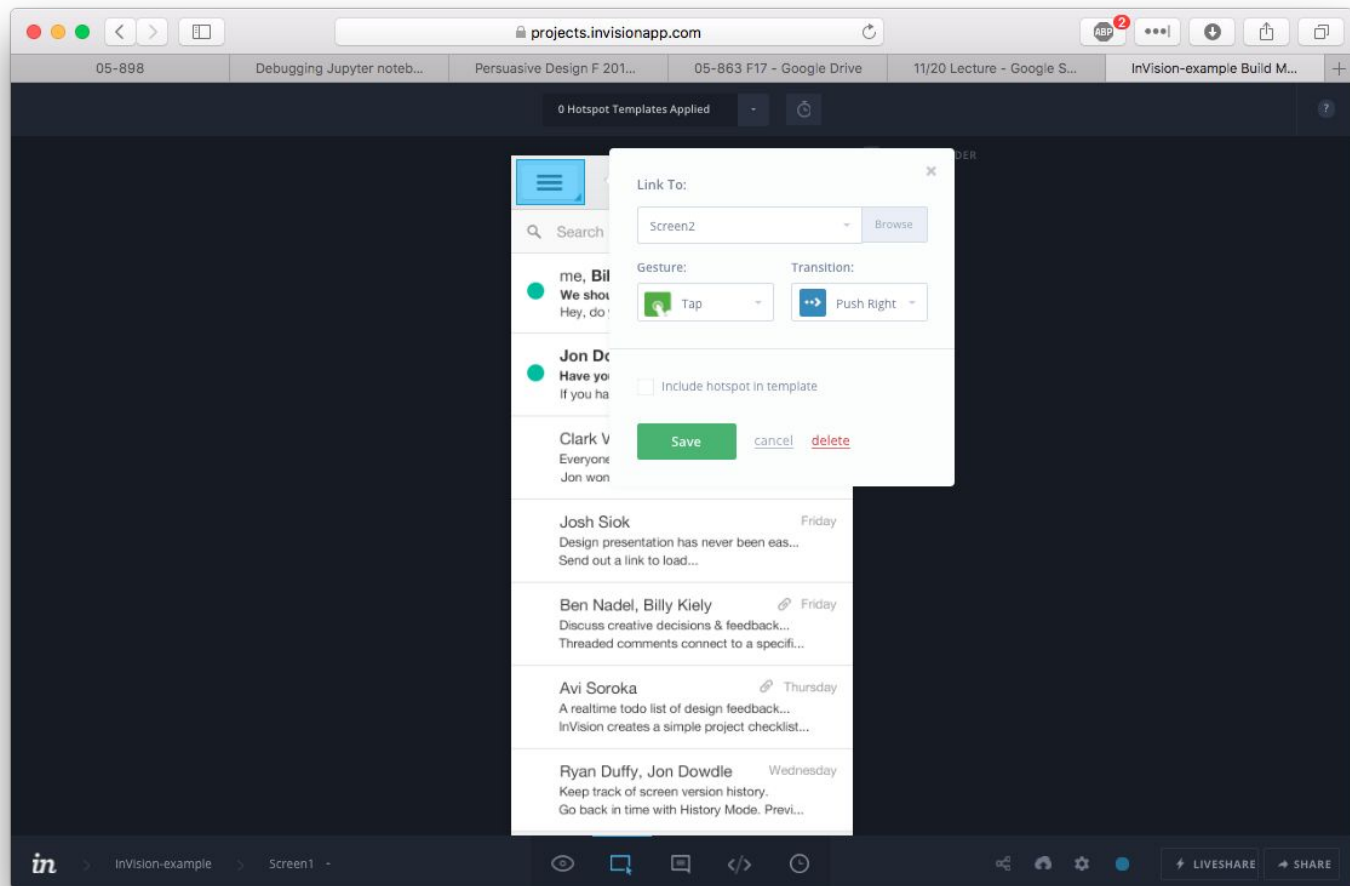 projects.invisionapp.com
ABP 2
05-898
Debugging Jupyter noteb...
Persuasive Design F 201...
05-863 F17 - Google Drive
11/20 Lecture - Google S...
InVision-example Build M...
0 Hotspot Templates Applied
?
DER
Link To:
Screen2
Browse
Gesture:
Transition:
Tap
Push Right
Include hotspot in template
Save
cancel
delete
Search
me, Bil
We shou
Hey, do
Jon Do
Have you
If you ha
Clark V
Everyone
Jon won
Josh Siok
Friday
Design presentation has never been eas...
Send out a link to load...
Ben Nadel, Billy Kiely
Friday
Discuss creative decisions & feedback...
Threaded comments connect to a specifi...
Avi Soroka
Thursday
A realtime todo list of design feedback...
InVision creates a simple project checklist...
Ryan Duffy, Jon Dowdle
Wednesday
Keep track of screen version history.
Go back in time with History Mode. Previ...
in
InVision-example
Screen1
</>
LIVESHARE
SHARE